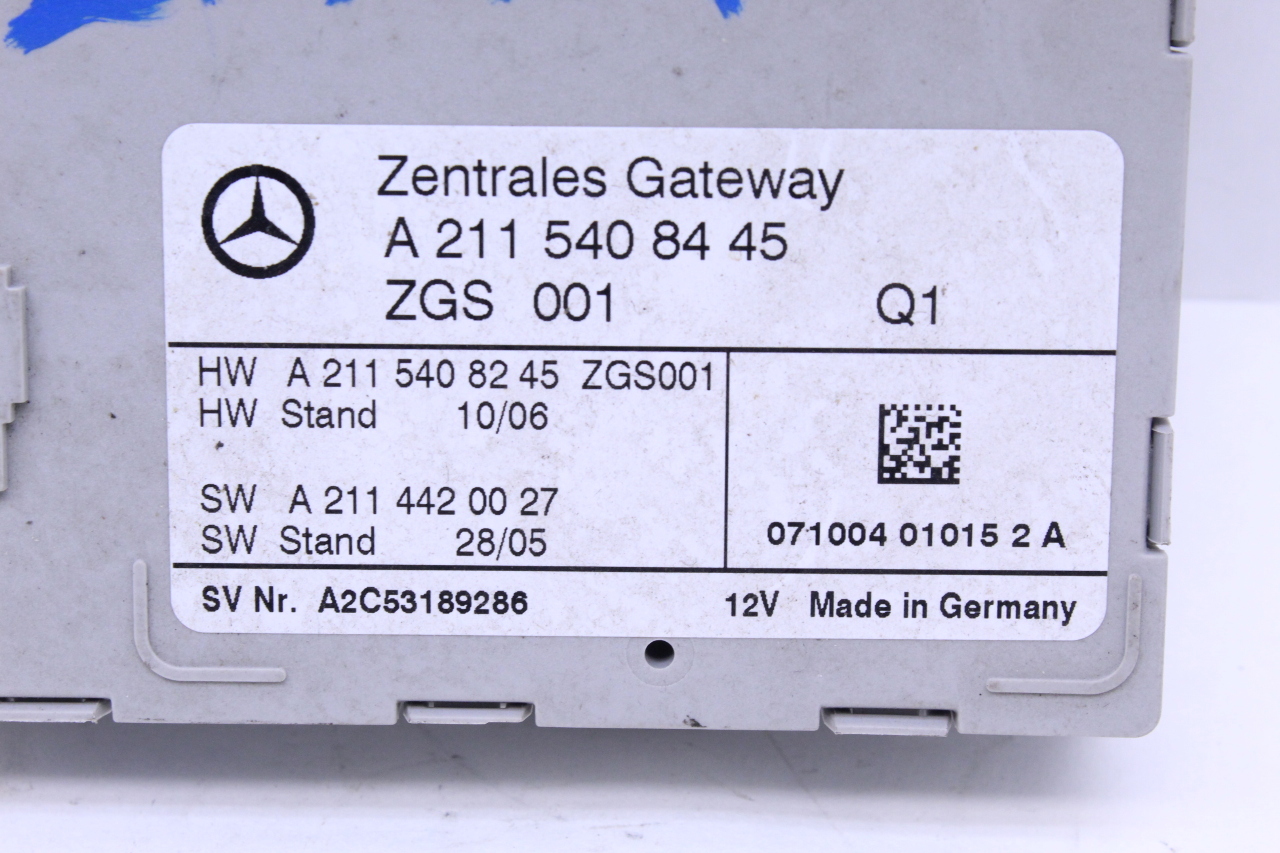 Zentrales Gateway
A 211 540 84 45
ZGS 001 Q1
HW A 211 540 82 45 ZGS001
HW Stand 10/06
SW A 211 442 00 27
SW Stand 28/05
071004 01015 2 A
SV Nr. A2C53189286 12V Made in Germany